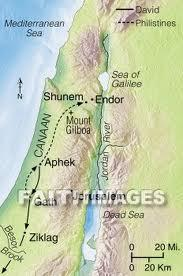 Mediterranean
Sea
David
Philistines
Sea of
Galilee
Shunem
Endor
Mount
Gilboa
CANAAN
Jordan River
Aphek
FAITHIMAGES
Jerusalem
Gath
Dead Sea
Besor
Brook
Ziklag
0 20 Mi.
0 20 Km.